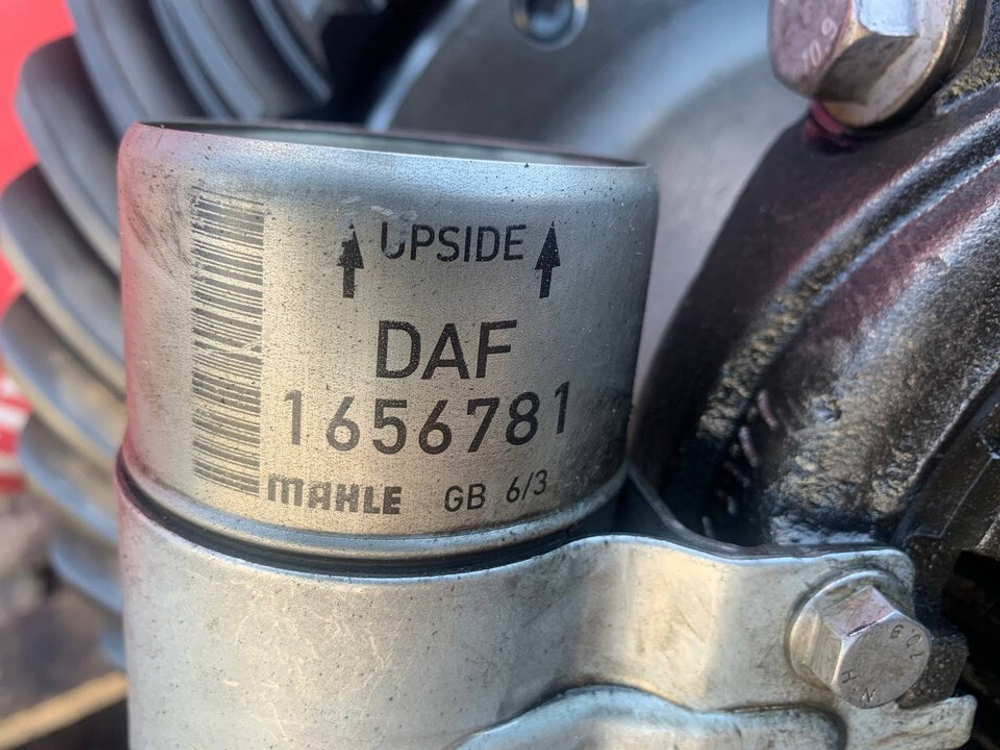 UPSIDE
DAF
1656781
MAHLE GB 6/3